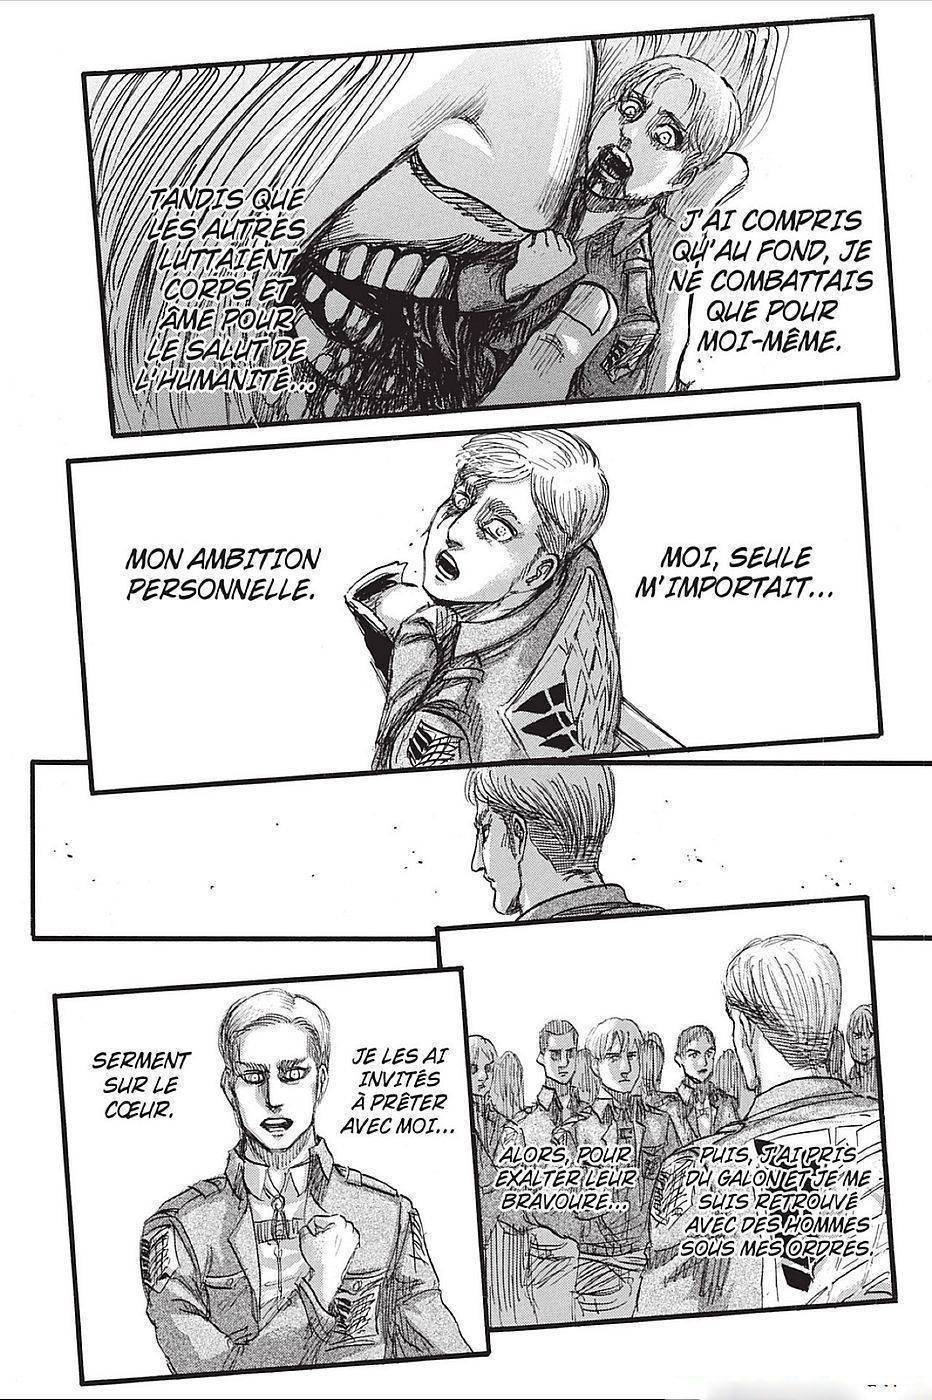 J'AI COMPRIS
QU'AU FOND, JE
NE COMBATTAIS
QUE POUR
MOI-MÊME.
TANDIS QUE
LES AUTRES
LUTTAIENT
CORPS ET
ÂME POUR
LE SALUT DE
L'HUMANITÉ...
MOI, SEULE
M'IMPORTAIT...
MON AMBITION
PERSONNELLE.
PUIS, J'AI PRIS
DU GALON ET JE ME
SUIS RETROUVÉ
AVEC DES HOMMES
SOUS MES ORDRES.
ALORS, POUR
EXALTER LEUR
BRAVOURE...
JE LES AI
INVITÉS
À PRÊTER
AVEC MOI...
SERMENT
SUR LE
CŒUR.